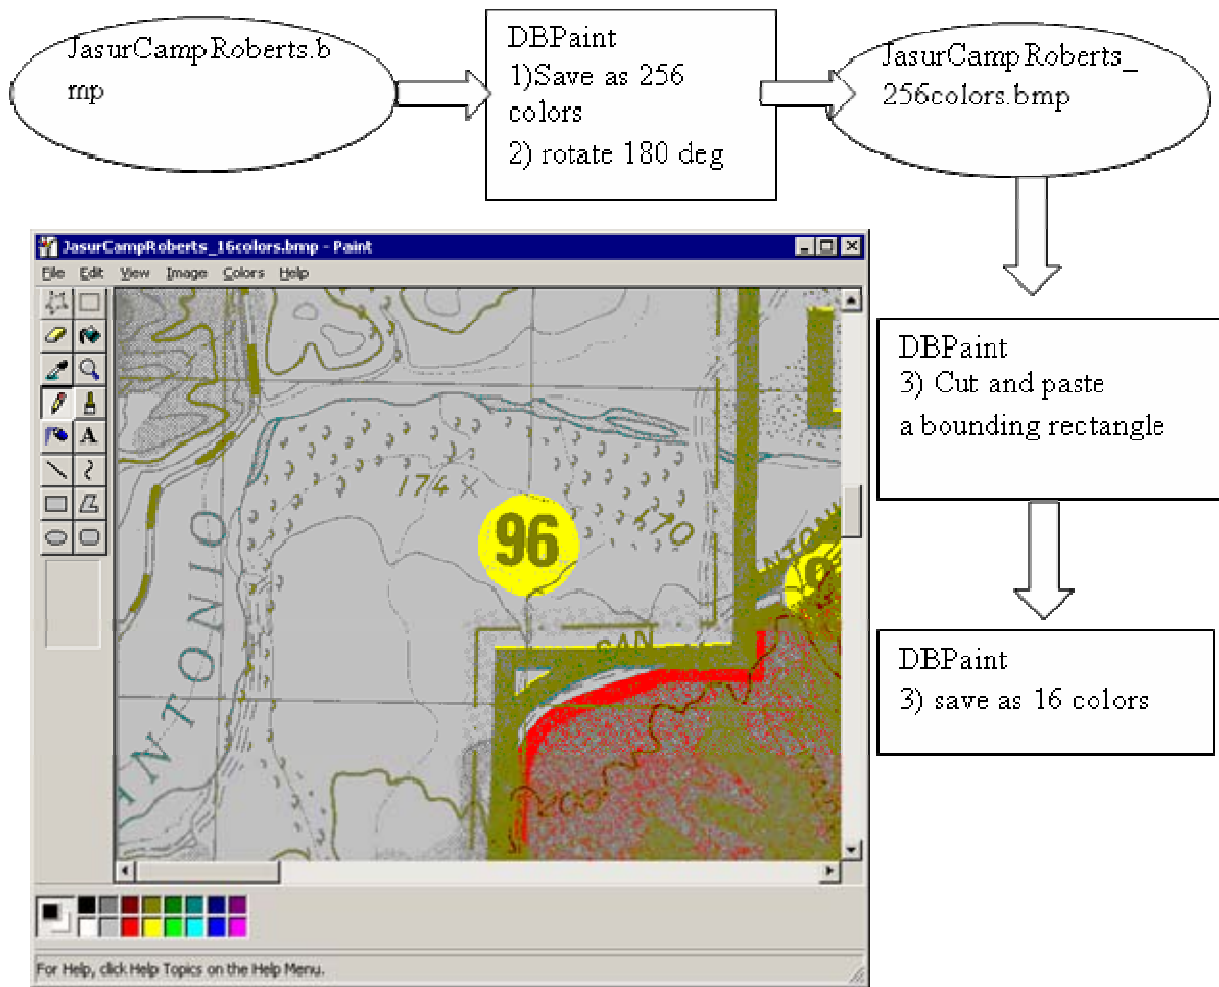 JasurCampRoberts.b
mp
DBPaint
1)Save as 256
colors
2) rotate 180 deg
JasurCampRoberts_
256colors.bmp
DBPaint
3) Cut and paste
a bounding rectangle
DBPaint
3) save as 16 colors
JasurCampRoberts_16colors.bmp - Paint
File Edit View Image Colors Help
A
174
96
170
ANTONIO
SAN
For Help, click Help Topics on the Help Menu.